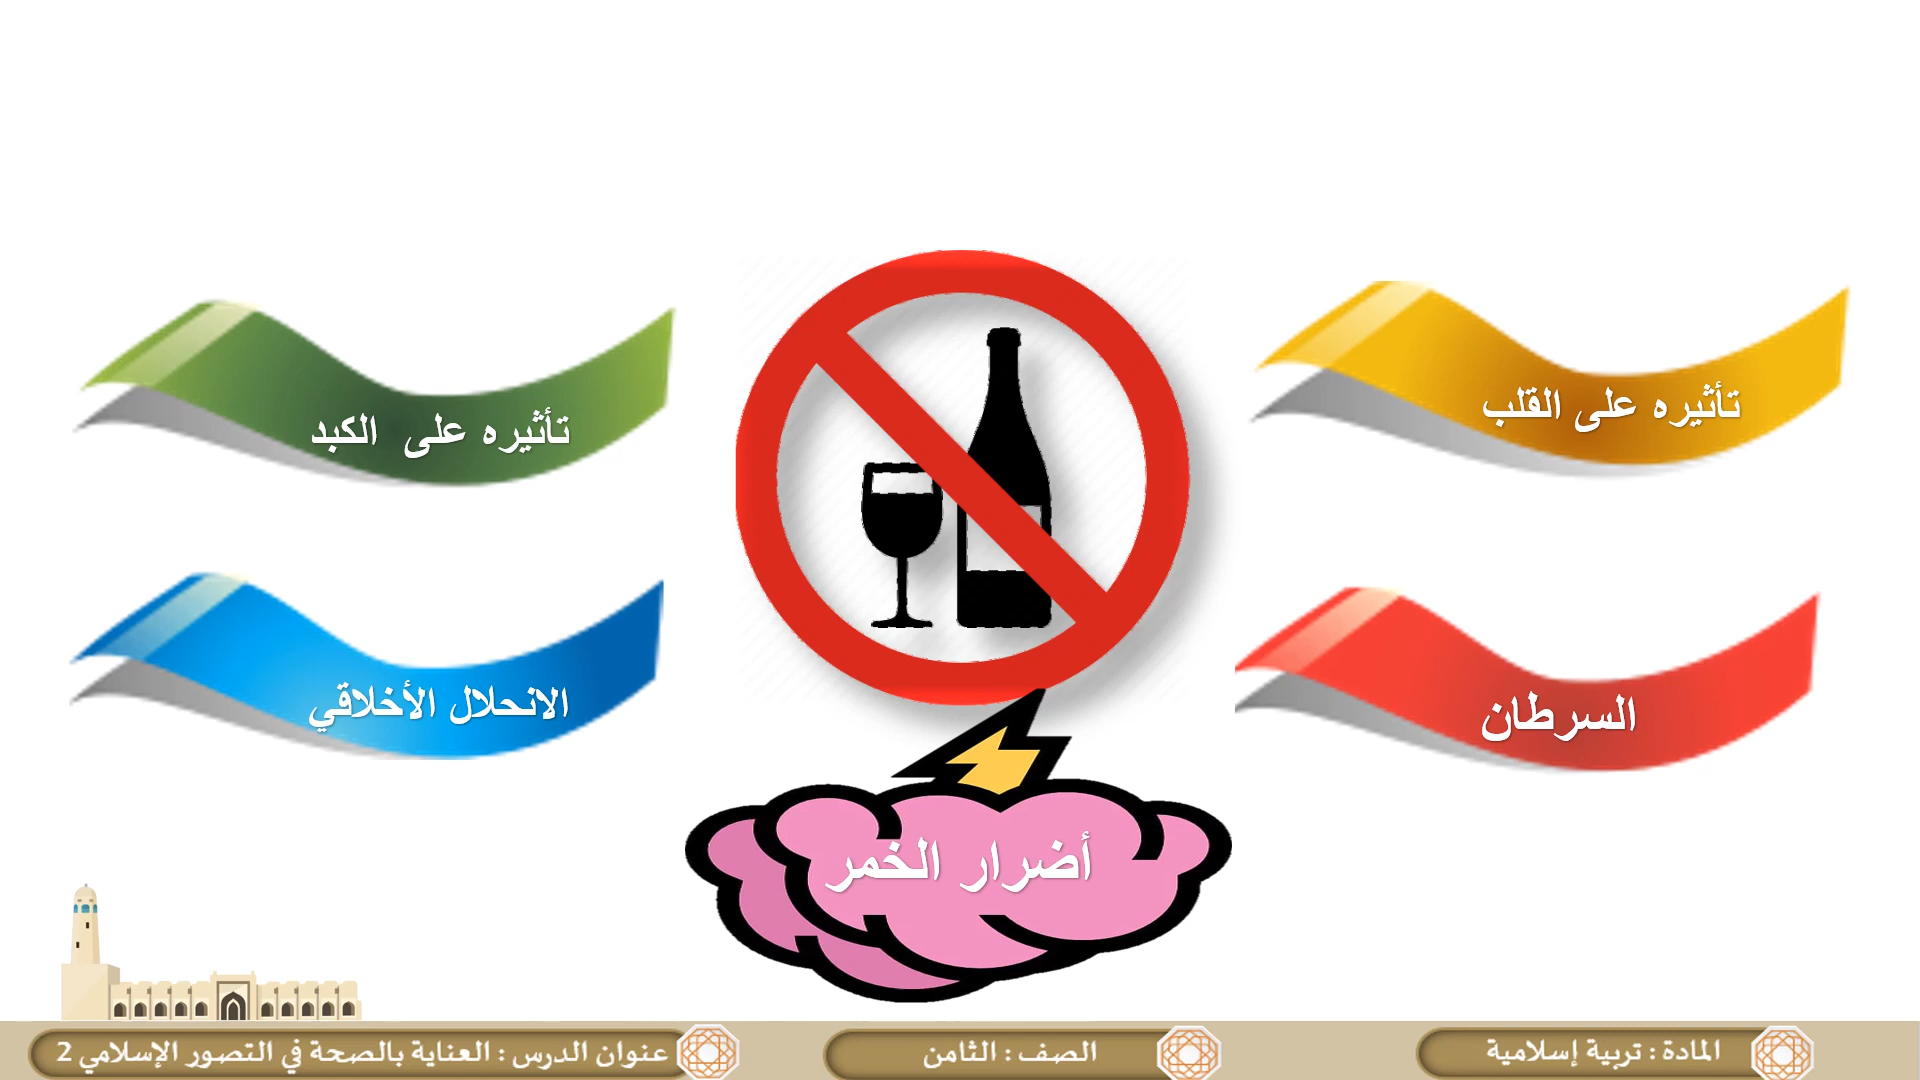 تأثيره على القلب
تأثيره على الكبد
السرطان
الانحلال الأخلاقي
أضرار الخمر
المادة : تربية إسلامية
الصف : الثامن
عنوان الدرس : العناية بالصحة في التصور الإسلامي 2